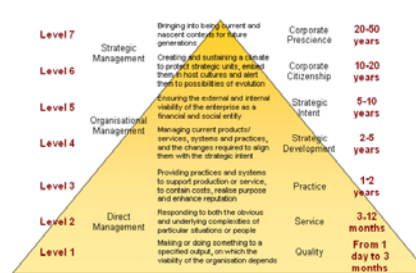 Level 7
Bringing into being current and
nascent contexts for future
generations
Corporate
Prescience
20-50
years
Strategic
Management
Level 6
Creating and sustaining a climate
to protect strategic units, embed
them in host cultures and alert
them to possibilities of evolution
Corporate
Citizenship
10-20
years
Level 5
Ensuring the external and internal
viability of the enterprise as a
financial and social entity
Strategic
Intent
5-10
years
Organisational
Management
Level 4
Managing current products/
services, systems and practices,
and the changes required to align
them with the strategic intent
Strategic
Development
2-5
years
Level 3
Providing practices and systems
to support production or service,
to contain costs, realise purpose
and enhance reputation
Practice
1-2
years
Direct
Management
Level 2
Responding to both the obvious
and underlying complexities of
particular situations or people
Service
3-12
months
Level 1
Making or doing something to a
specified output, on which the
viability of the organisation depends
Quality
From 1
day to 3
months